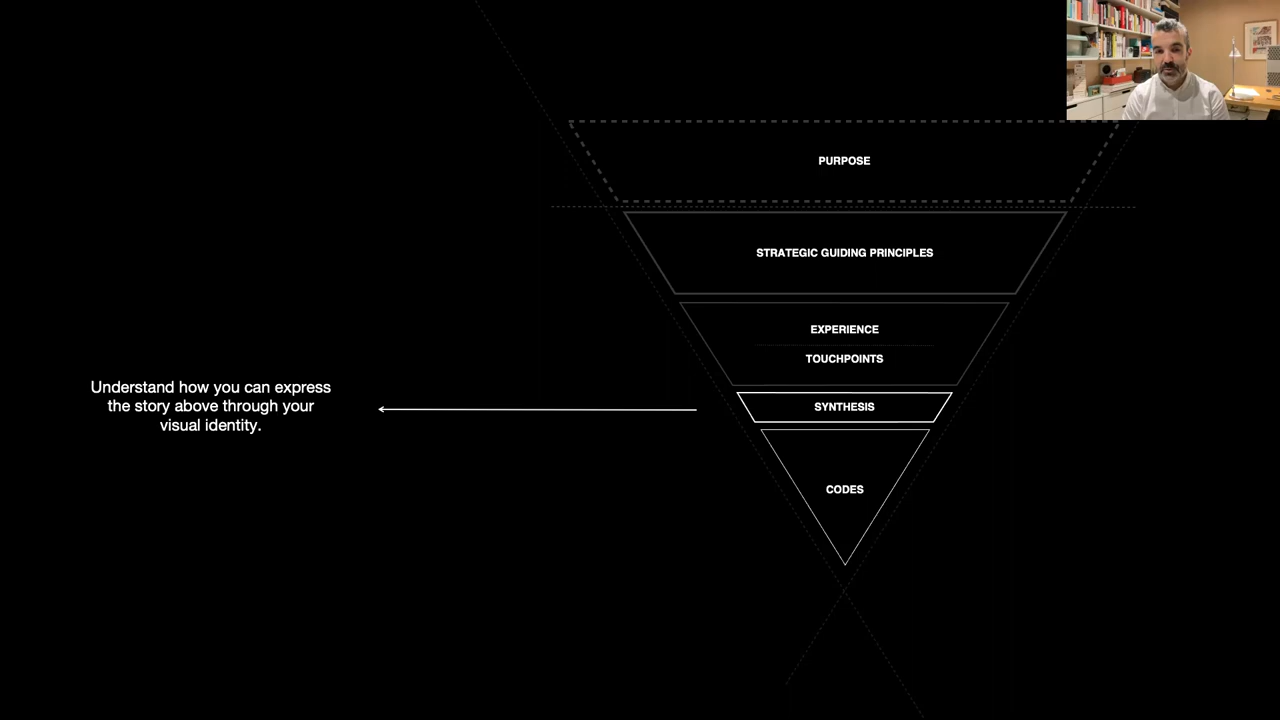 PURPOSE
STRATEGIC GUIDING PRINCIPLES
EXPERIENCE
TOUCHPOINTS
SYNTHESIS
CODES
Understand how you can express
the story above through your
visual identity.